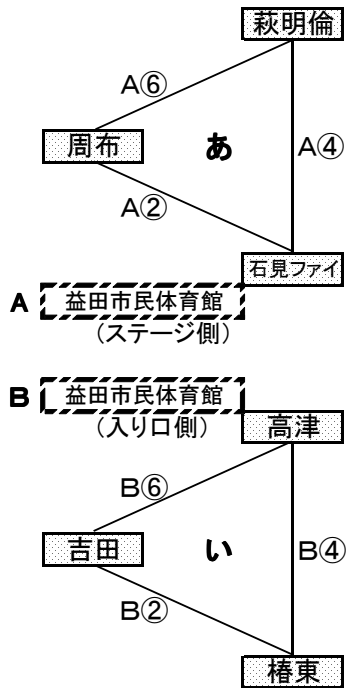 萩明倫
A⑥
周布
あ
A④
A②
石見ファイ
A 益田市民体育館
(ステージ側)
B 益田市民体育館
(入り口側)
高津
B⑥
吉田
い
B④
B②
椿東